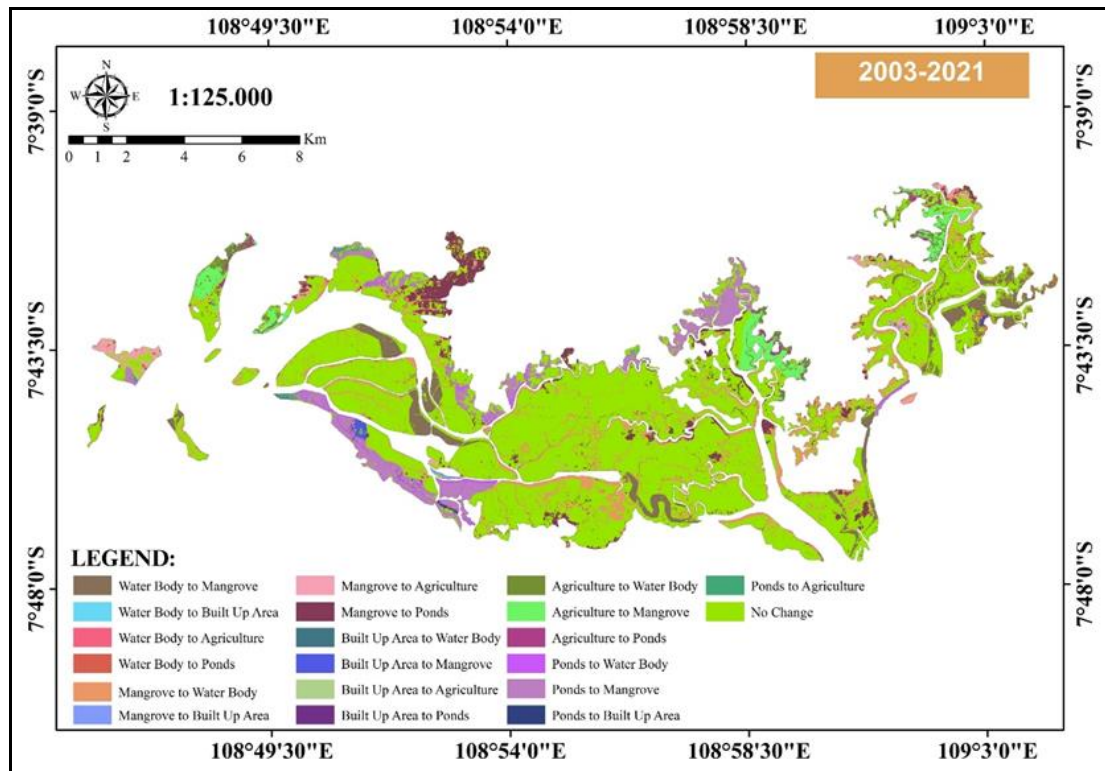 108°49'30"E 108°54'0"E 108°58'30"E 109°3'0"E
2003-2021
N
W E
S
1:125.000
Km
0 1 2 4 6 8
7°39'0"S 7°39'0"S
7°43'30"S 7°43'30"S
7°48'0"S 7°48'0"S
LEGEND:
Water Body to Mangrove
Water Body to Built Up Area
Water Body to Agriculture
Water Body to Ponds
Mangrove to Water Body
Mangrove to Built Up Area
Mangrove to Agriculture
Mangrove to Ponds
Built Up Area to Water Body
Built Up Area to Mangrove
Built Up Area to Agriculture
Built Up Area to Ponds
Agriculture to Water Body
Agriculture to Mangrove
Agriculture to Ponds
Ponds to Water Body
Ponds to Mangrove
Ponds to Built Up Area
Ponds to Agriculture
No Change
108°49'30"E 108°54'0"E 108°58'30"E 109°3'0"E